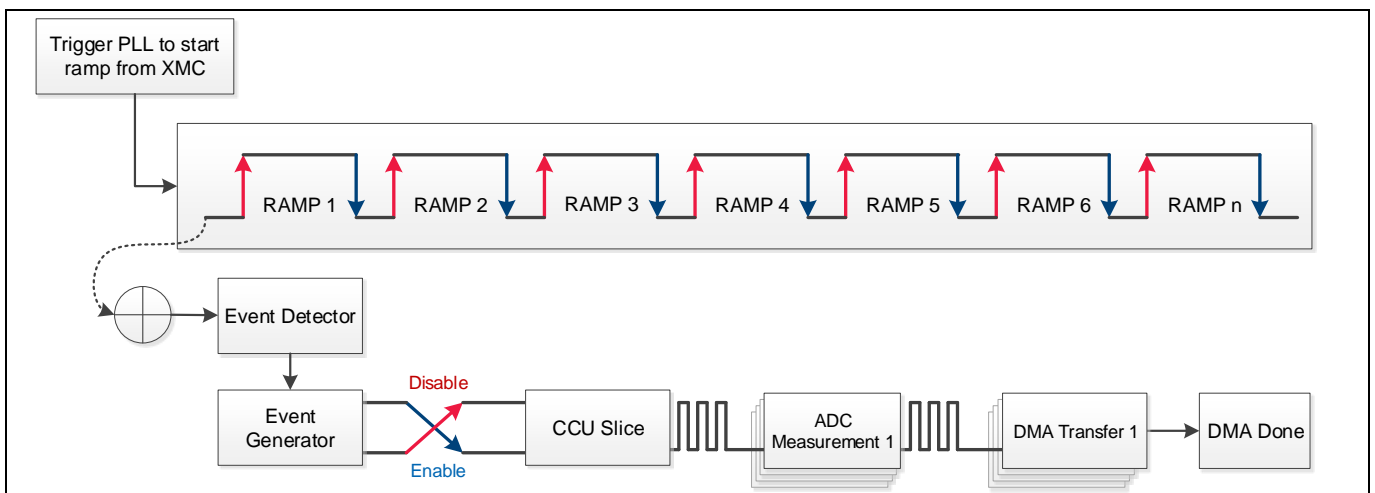 Trigger PLL to start
ramp from XMC
RAMP 1
RAMP 2
RAMP 3
RAMP 4
RAMP 5
RAMP 6
RAMP n
Event Detector
Event
Generator
Disable
Enable
CCU Slice
ADC
Measurement 1
DMA Transfer 1
DMA Done